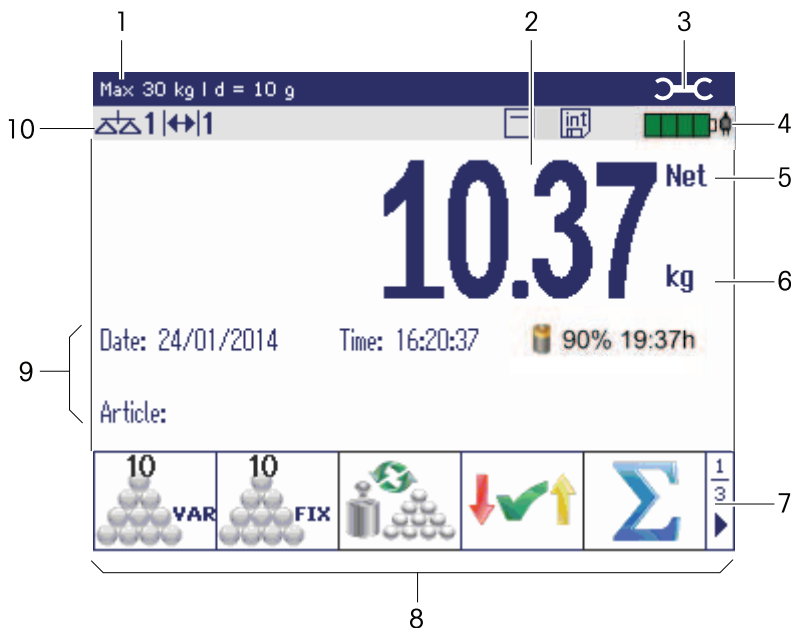 1 2 3
Max 30 kg | d = 10 g
10 1 1 int 4
10.37 Net 5
kg 6
Date: 24/01/2014 Time: 16:20:37 90% 19:37h
9
Article:
10 VAR 10 FIX 1/3 7
8